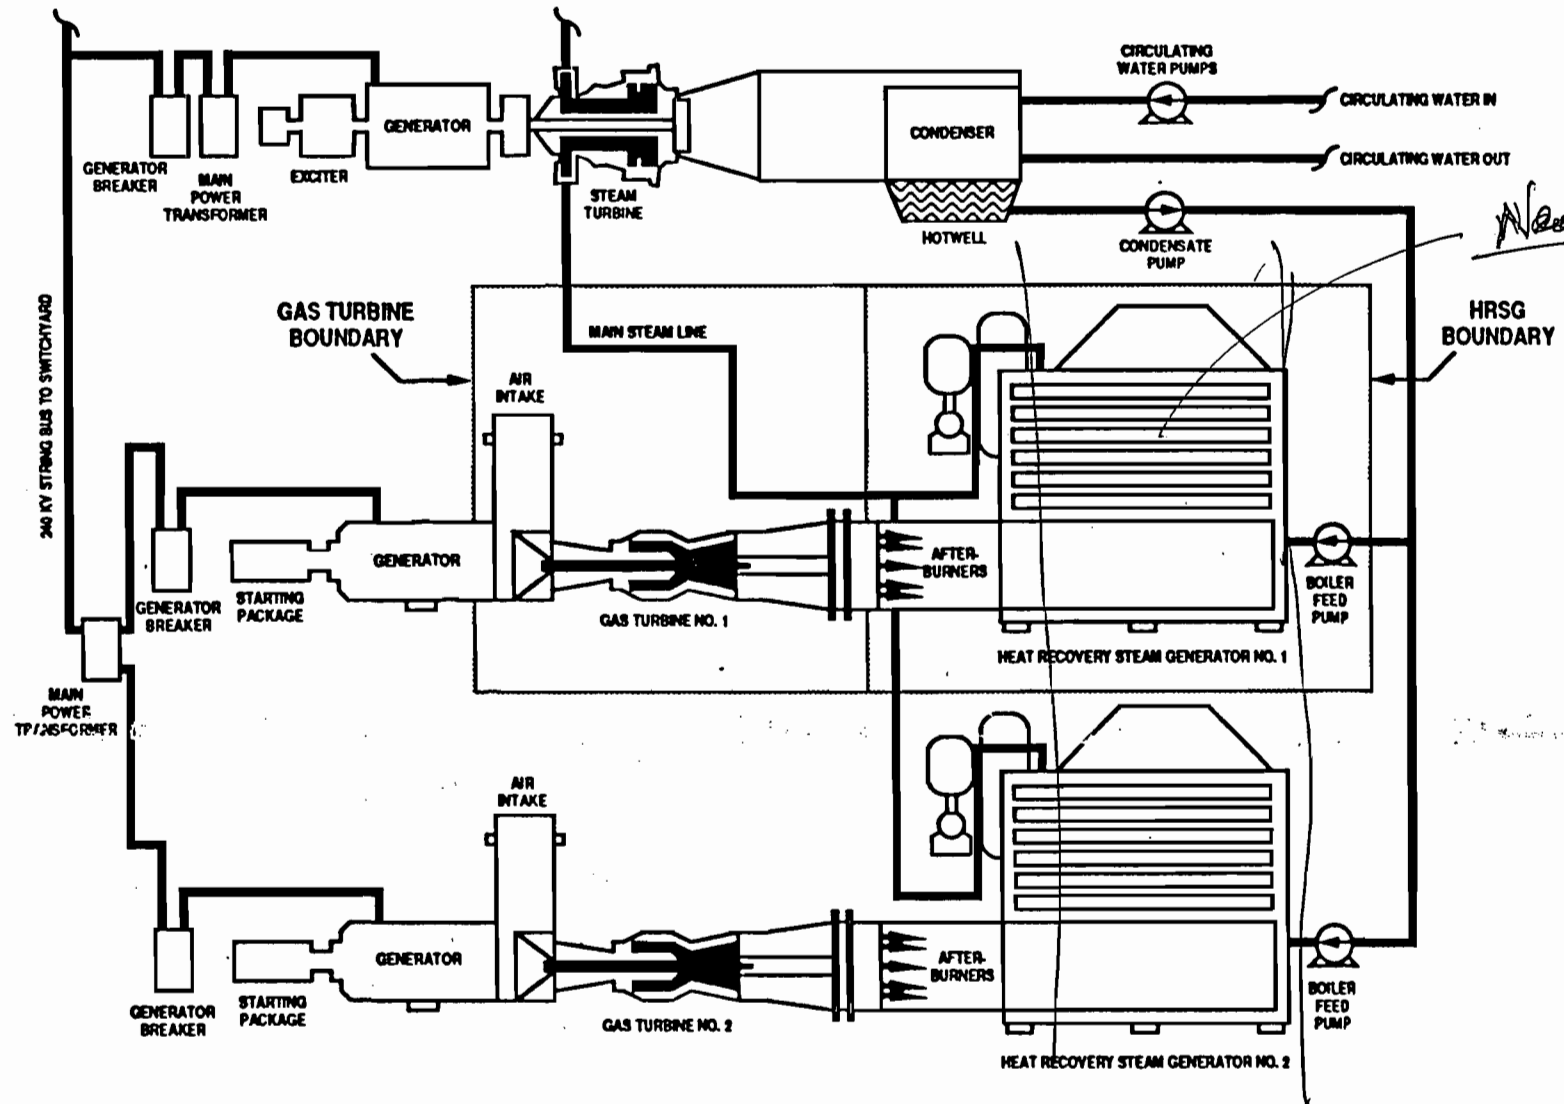 CIRCULATING
WATER PUMPS
CIRCULATING WATER IN
GENERATOR
CONDENSER
CIRCULATING WATER OUT
GENERATOR
BREAKER
MAIN
POWER
TRANSFORMER
EXCITER
STEAM
TURBINE
HOTWELL
CONDENSATE
PUMP
240 KV STRING BUS TO SWITCHYARD
GAS TURBINE
BOUNDARY
MAIN STEAM LINE
HRSG
BOUNDARY
AIR
INTAKE
GENERATOR
AFTER-
BURNERS
GENERATOR
BREAKER
STARTING
PACKAGE
GAS TURBINE NO. 1
BOILER
FEED
PUMP
HEAT RECOVERY STEAM GENERATOR NO. 1
MAIN
POWER
TRANSFORMER
AIR
INTAKE
GENERATOR
AFTER-
BURNERS
GENERATOR
BREAKER
STARTING
PACKAGE
GAS TURBINE NO. 2
BOILER
FEED
PUMP
HEAT RECOVERY STEAM GENERATOR NO. 2